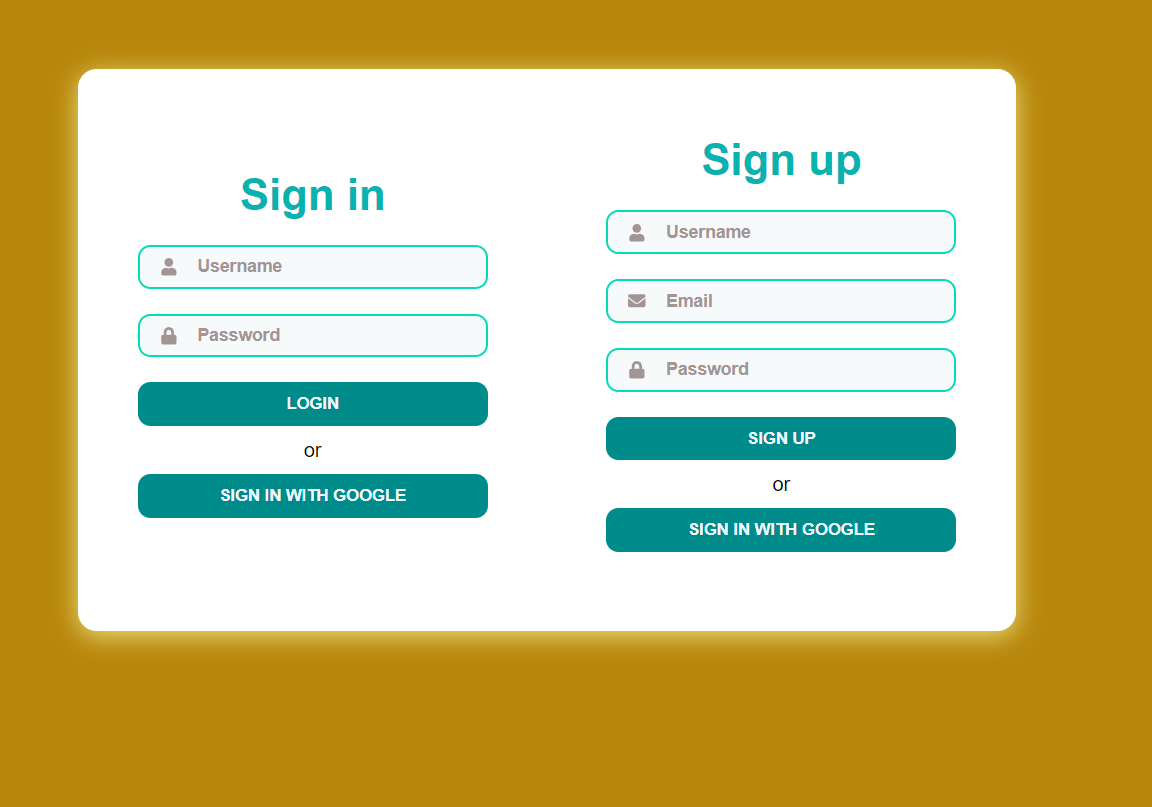 Sign in
Username
Password
LOGIN
or
SIGN IN WITH GOOGLE
Sign up
Username
Email
Password
SIGN UP
or
SIGN IN WITH GOOGLE